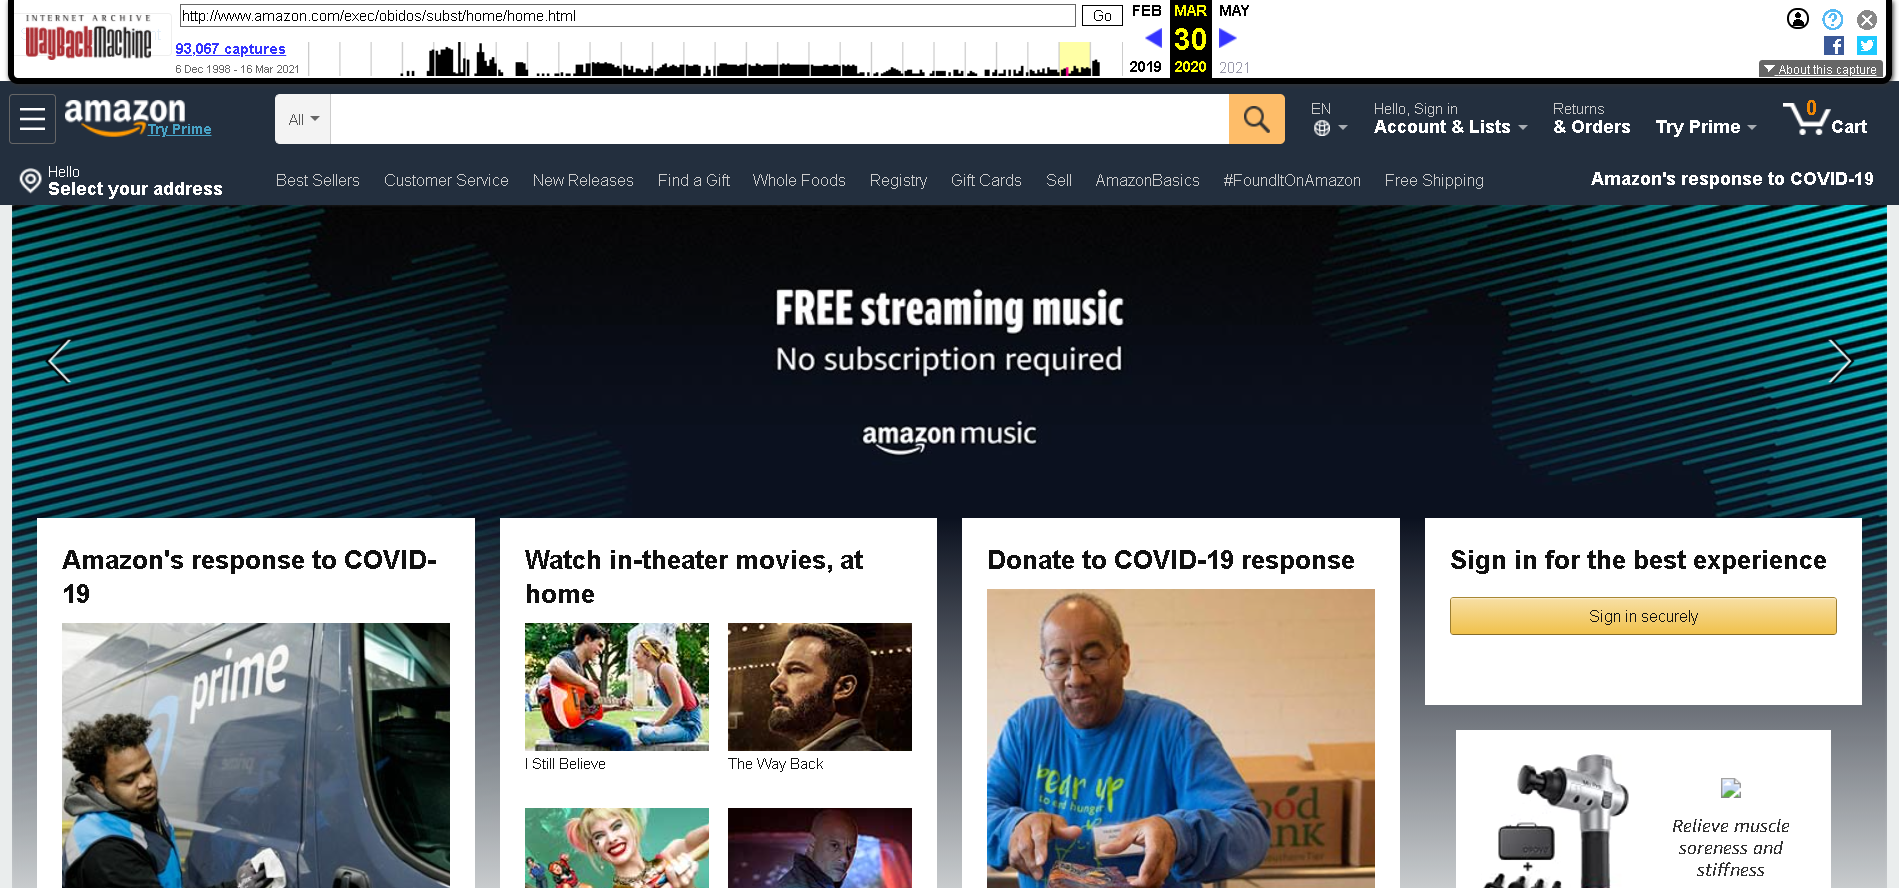 INTERNET ARCHIVE
WayBackMachine
http://www.amazon.com/exec/obidos/subst/home/home.html
Go
93,067 captures
6 Dec 1998 - 16 Mar 2021
FEB MAR MAY
30
2019 2020 2021
About this capture
amazon
Try Prime
All
EN
Hello, Sign in
Account & Lists
Returns
& Orders
Try Prime
0
Cart
Hello
Select your address
Best Sellers Customer Service New Releases Find a Gift Whole Foods Registry Gift Cards Sell AmazonBasics #FoundItOnAmazon Free Shipping
Amazon's response to COVID-19
FREE streaming music
No subscription required
amazon music
Amazon's response to COVID-
19
prime
Watch in-theater movies, at
home
I Still Believe
The Way Back
Donate to COVID-19 response
bear up
to end hunger
Sign in for the best experience
Sign in securely
Relieve muscle
soreness and
stiffness